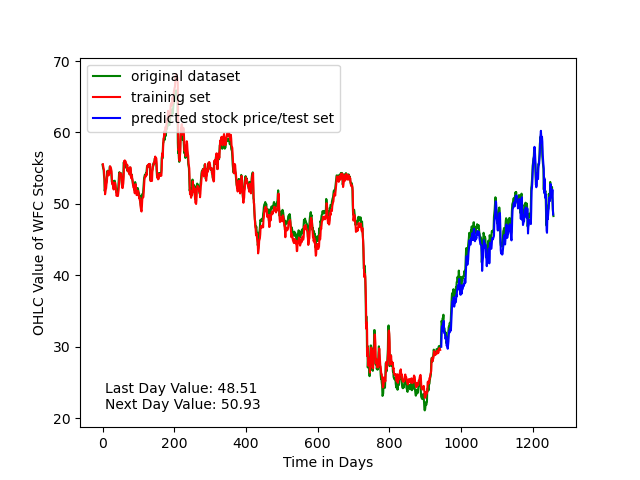 70
60
50
40
30
20
OHLC Value of WFC Stocks
original dataset
training set
predicted stock price/test set
Last Day Value: 48.51
Next Day Value: 50.93
0 200 400 600 800 1000 1200
Time in Days